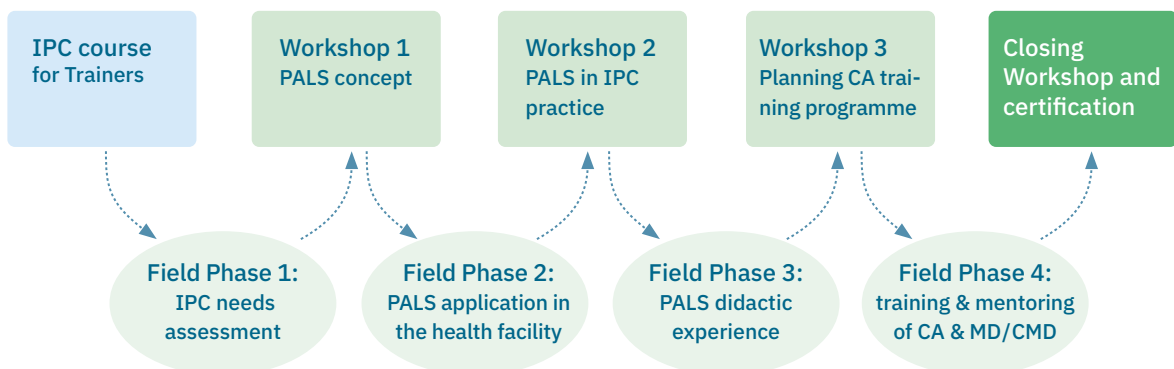 IPC course
for Trainers
Workshop 1
PALS concept
Workshop 2
PALS in IPC
practice
Workshop 3
Planning CA trai-
ning programme
Closing
Workshop and
certification
Field Phase 1:
IPC needs
assessment
Field Phase 2:
PALS application in
the health facility
Field Phase 3:
PALS didactic
experience
Field Phase 4:
training & mentoring
of CA & MD/CMD